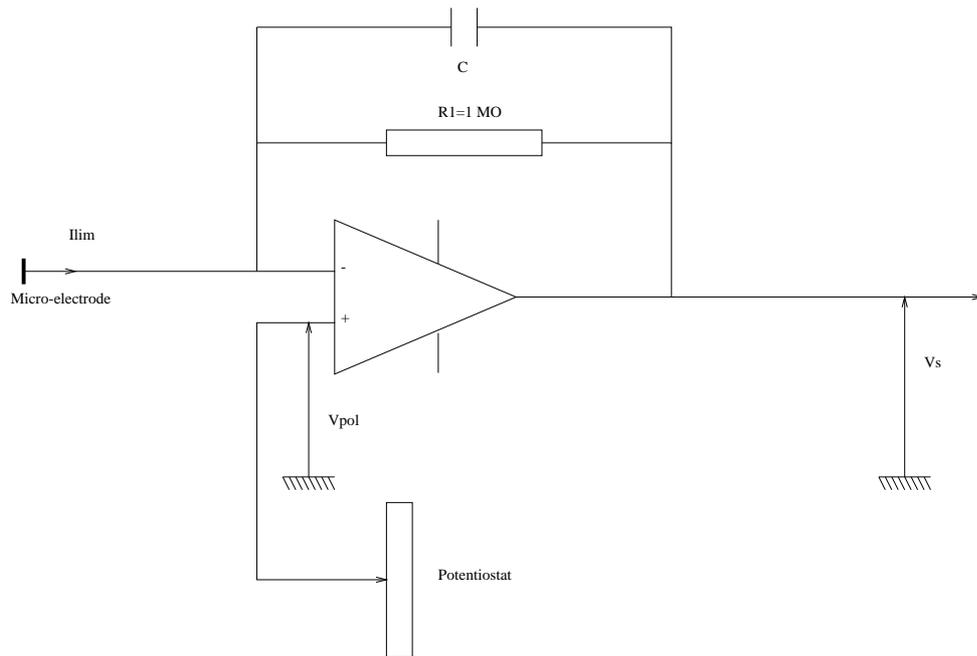 C
R1=1 MO
Ilim
-
Micro-electrode
+
Vs
Vpol
Potentiostat